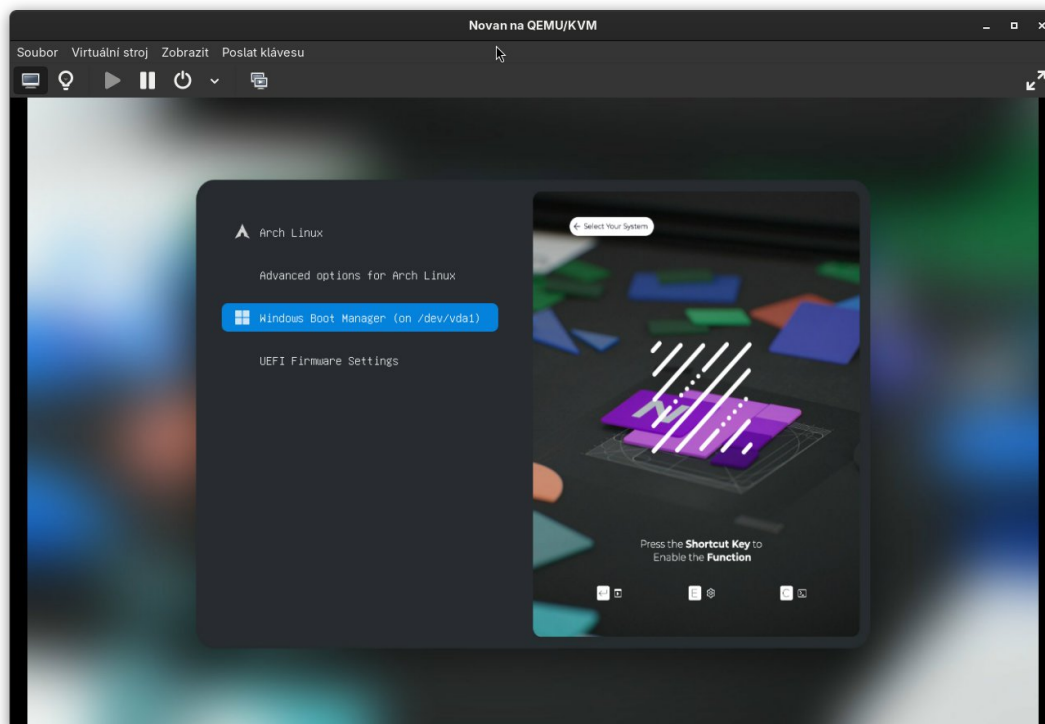 Novan na QEMU/KVM
Soubor Virtuální stroj Zobrazit Poslat klávesu
Arch Linux
Advanced options for Arch Linux
Windows Boot Manager (on /dev/vda1)
UEFI Firmware Settings
← Select Your System
N
Press the Shortcut Key to
Enable the Function
E
C